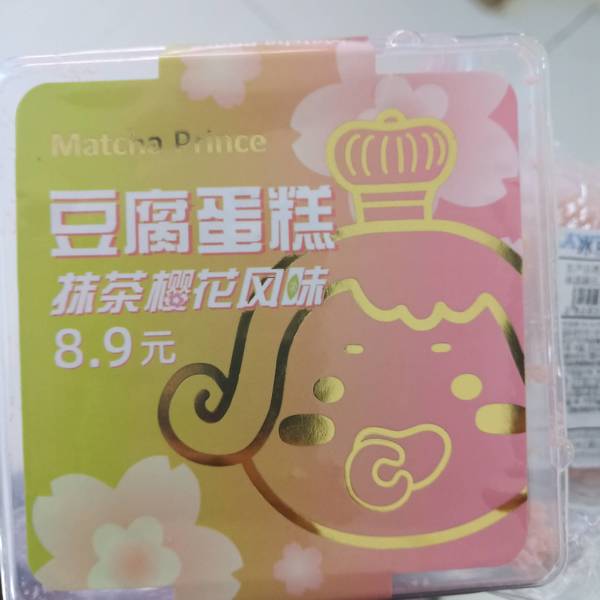 Matcha Prince
豆腐蛋糕
抹茶樱花风味
8.9元